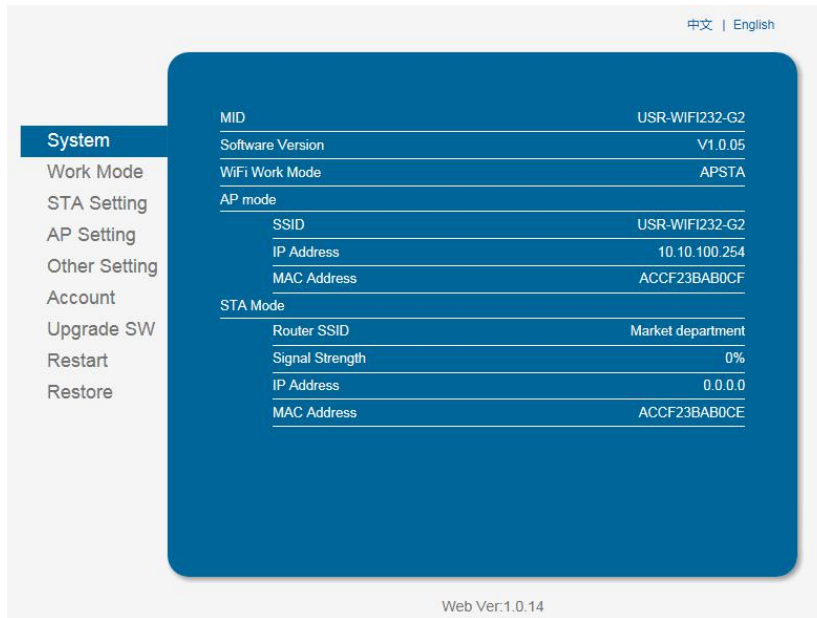 中文 | English
System
Work Mode
STA Setting
AP Setting
Other Setting
Account
Upgrade SW
Restart
Restore
MID USR-WIFI232-G2
Software Version V1.0.05
WiFi Work Mode APSTA
AP mode
SSID USR-WIFI232-G2
IP Address 10.10.100.254
MAC Address ACCF23BAB0CF
STA Mode
Router SSID Market department
Signal Strength 0%
IP Address 0.0.0.0
MAC Address ACCF23BAB0CE
Web Ver:1.0.14